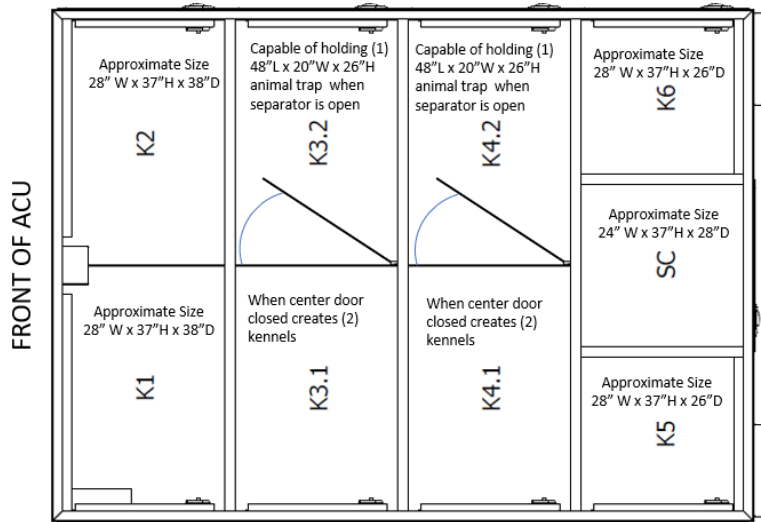 FRONT OF ACU
Approximate Size
28” W x 37”H x 38”D
K2
Capable of holding (1)
48”L x 20”W x 26”H
animal trap when
separator is open
K3.2
Capable of holding (1)
48”L x 20”W x 26”H
animal trap when
separator is open
K4.2
Approximate Size
28” W x 37”H x 26”D
K6
Approximate Size
24” W x 37”H x 28”D
SC
Approximate Size
28” W x 37”H x 38”D
K1
When center door
closed creates (2)
kennels
K3.1
When center door
closed creates (2)
kennels
K4.1
Approximate Size
28” W x 37”H x 26”D
K5